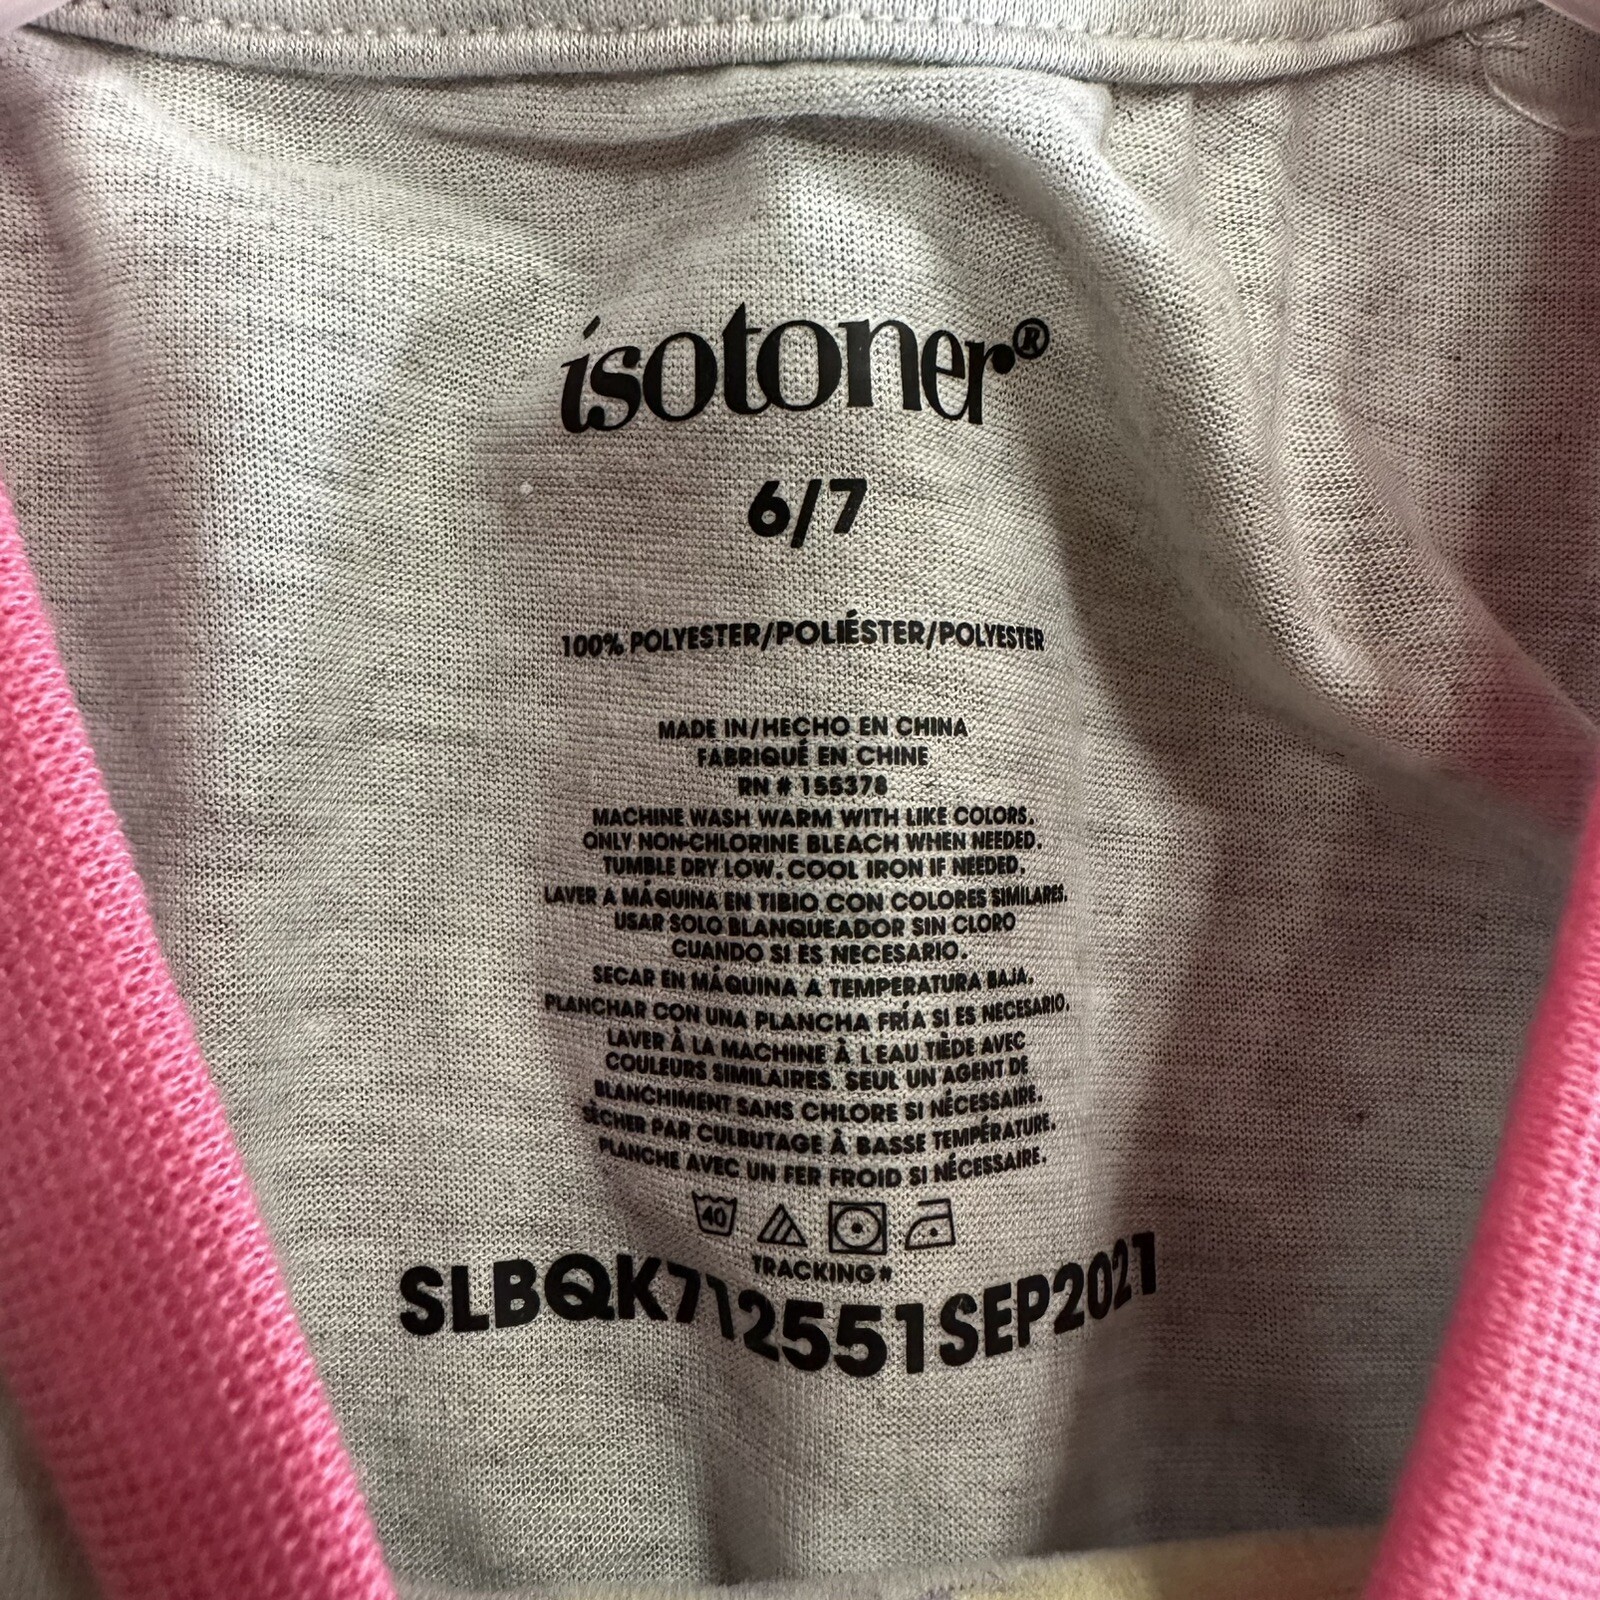 isotoner®
6/7
100% POLYESTER/POLIÉSTER/POLYESTER
MADE IN/HECHO EN CHINA
FABRIQUÉ EN CHINE
RN # 155378
MACHINE WASH WARM WITH LIKE COLORS.
ONLY NON-CHLORINE BLEACH WHEN NEEDED.
TUMBLE DRY LOW. COOL IRON IF NEEDED.
LAVER A MÁQUINA EN TIBIO CON COLORES SIMILARES.
USAR SOLO BLANQUEADOR SIN CLORO
CUANDO SI ES NECESARIO.
SECAR EN MÁQUINA A TEMPERATURA BAJA.
PLANCHAR CON UNA PLANCHA FRÍA SI ES NECESARIO.
LAVER À LA MACHINE À L EAU TIÈDE AVEC
COULEURS SIMILAIRES. SEUL UN AGENT DE
BLANCHIMENT SANS CHLORE SI NÉCESSAIRE.
SÉCHER PAR CULBUTAGE À BASSE TEMPÉRATURE.
PLANCHE AVEC UN FER FROID SI NÉCESSAIRE.
40
TRACKING #
SLBQK712551SEP2021